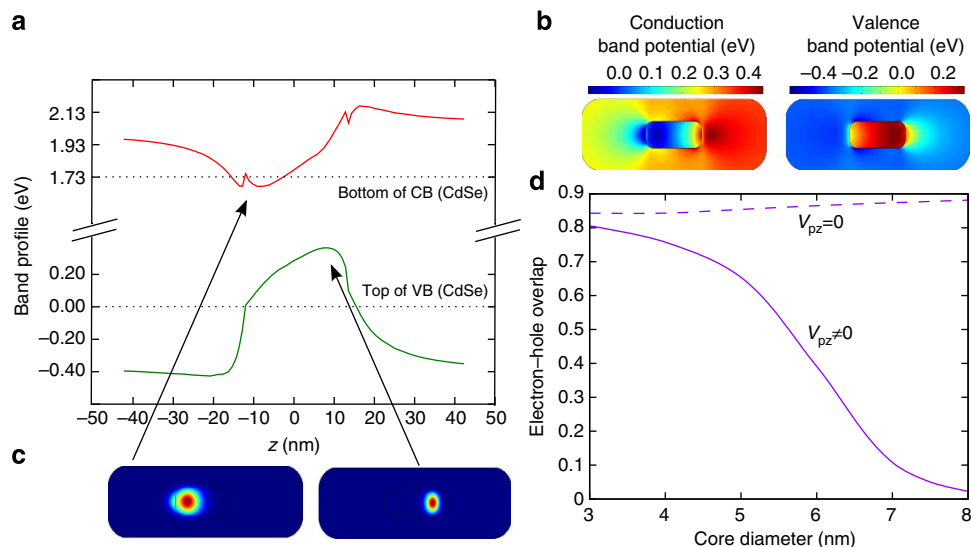 a
Band profile (eV)
2.13
1.93
1.73
0.20
0.00
−0.20
−0.40
Bottom of CB (CdSe)
Top of VB (CdSe)
−50 −40 −30 −20 −10 0 10 20 30 40 50
z (nm)
b
Conduction
band potential (eV)
0.0 0.1 0.2 0.3 0.4
Valence
band potential (eV)
−0.4 −0.2 0.0 0.2
c
d
Electron–hole overlap
0.9
0.8
0.7
0.6
0.5
0.4
0.3
0.2
0.1
0
Vpz=0
Vpz≠0
3 4 5 6 7 8
Core diameter (nm)